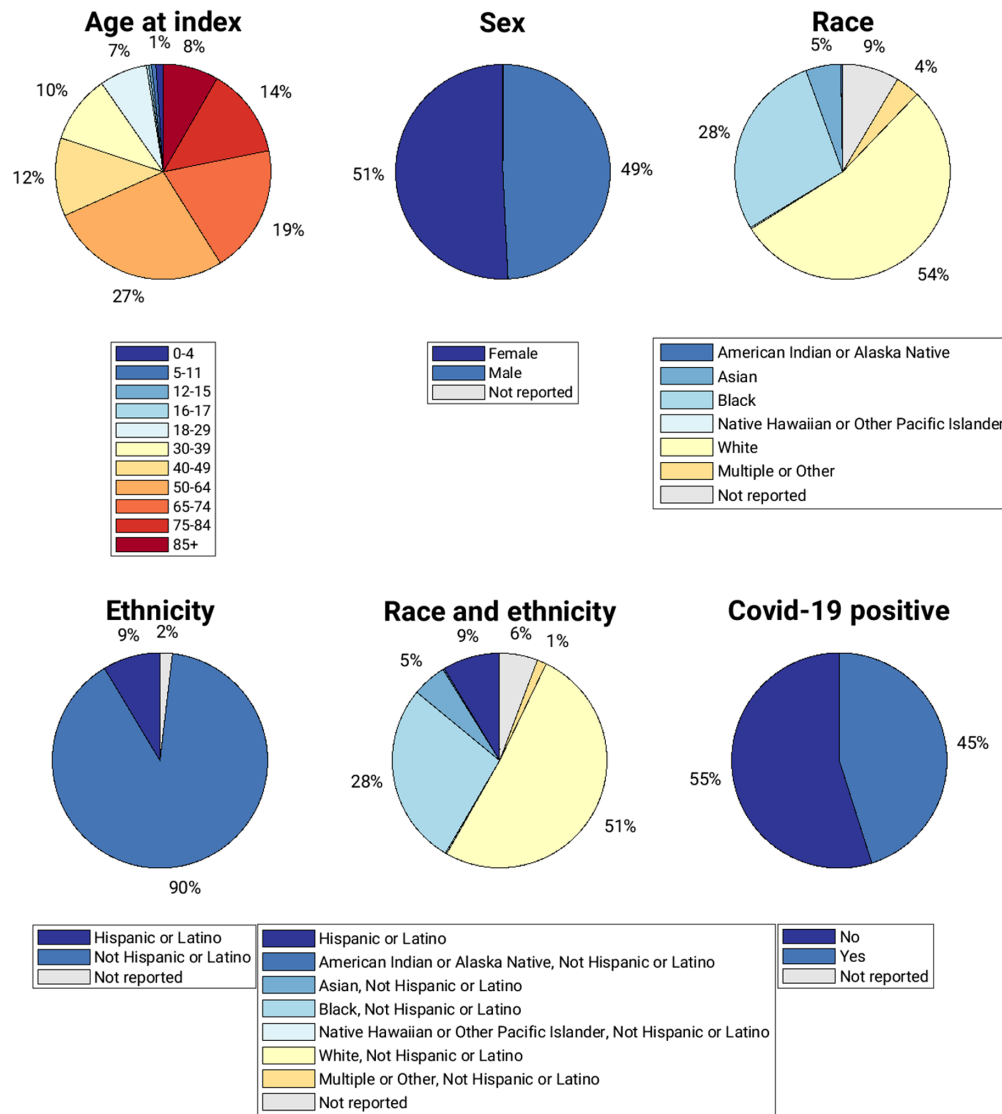 Age at index
1%
8%
7%
14%
10%
12%
19%
27%
0-4
5-11
12-15
16-17
18-29
30-39
40-49
50-64
65-74
75-84
85+
Sex
51%
49%
Female
Male
Not reported
Race
5%
9%
4%
28%
54%
American Indian or Alaska Native
Asian
Black
Native Hawaiian or Other Pacific Islander
White
Multiple or Other
Not reported
Ethnicity
9%
2%
90%
Hispanic or Latino
Not Hispanic or Latino
Not reported
Race and ethnicity
9%
6%
1%
5%
28%
51%
Hispanic or Latino
American Indian or Alaska Native, Not Hispanic or Latino
Asian, Not Hispanic or Latino
Black, Not Hispanic or Latino
Native Hawaiian or Other Pacific Islander, Not Hispanic or Latino
White, Not Hispanic or Latino
Multiple or Other, Not Hispanic or Latino
Not reported
Covid-19 positive
45%
55%
No
Yes
Not reported